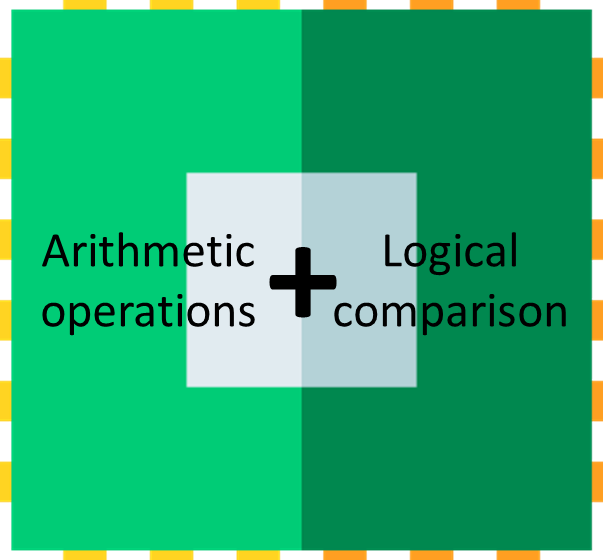 Arithmetic
operations
+
Logical
comparison